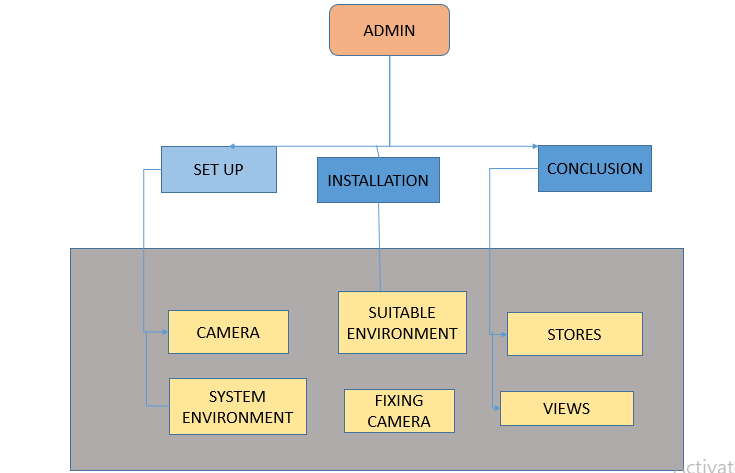 ADMIN
SET UP
INSTALLATION
CONCLUSION
CAMERA
SUITABLE
ENVIRONMENT
STORES
SYSTEM
ENVIRONMENT
FIXING
CAMERA
VIEWS